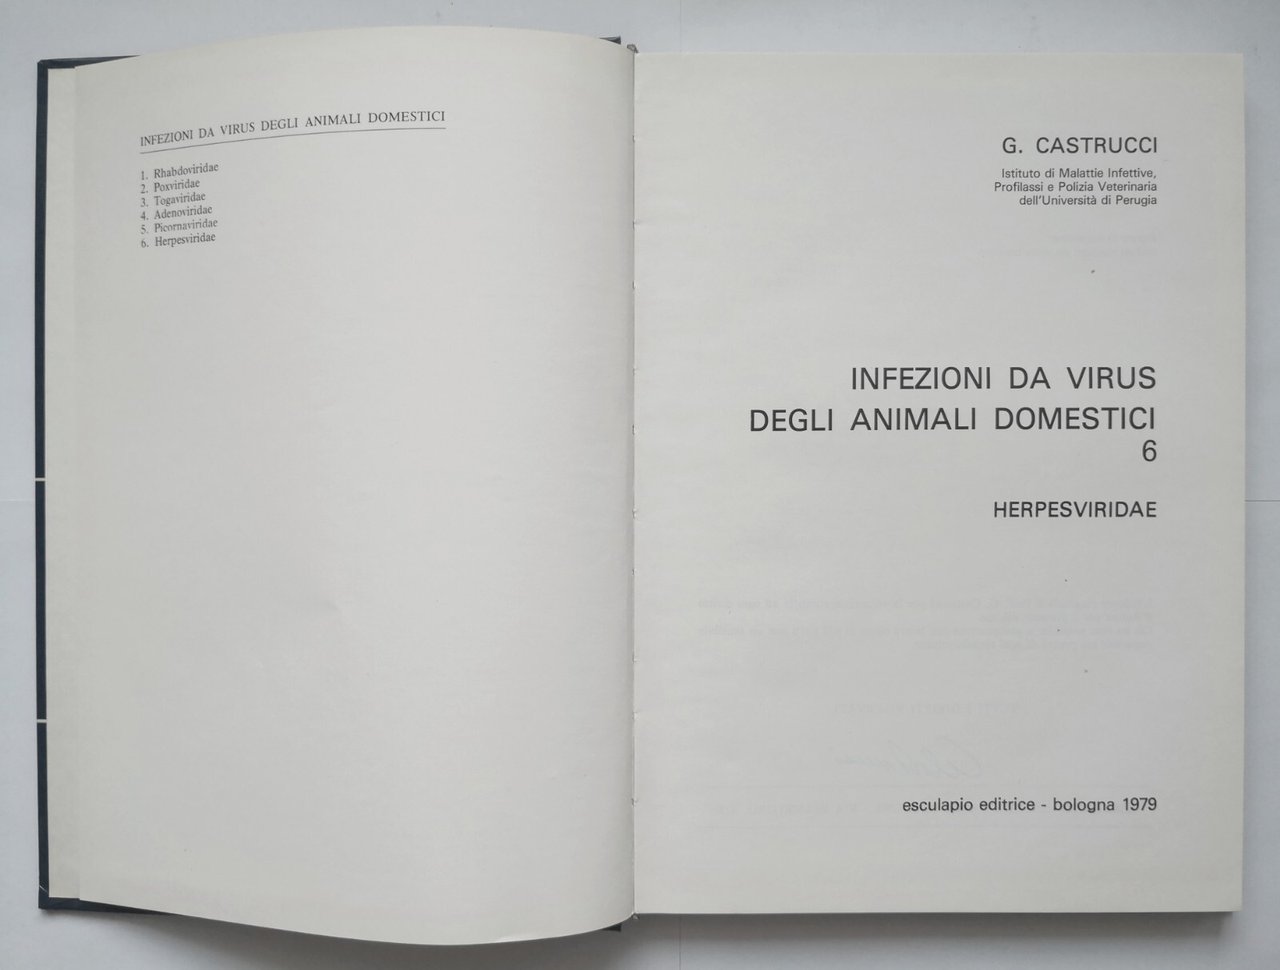 INFEZIONI DA VIRUS DEGLI ANIMALI DOMESTICI
1. Rhabdoviridae
2. Poxviridae
3. Togaviridae
4. Adenoviridae
5. Picornaviridae
6. Herpesviridae
G. CASTRUCCI
Istituto di Malattie Infettive,
Profilassi e Polizia Veterinaria
dell'Università di Perugia
INFEZIONI DA VIRUS
DEGLI ANIMALI DOMESTICI
6
HERPESVIRIDAE
esculapio editrice - bologna 1979